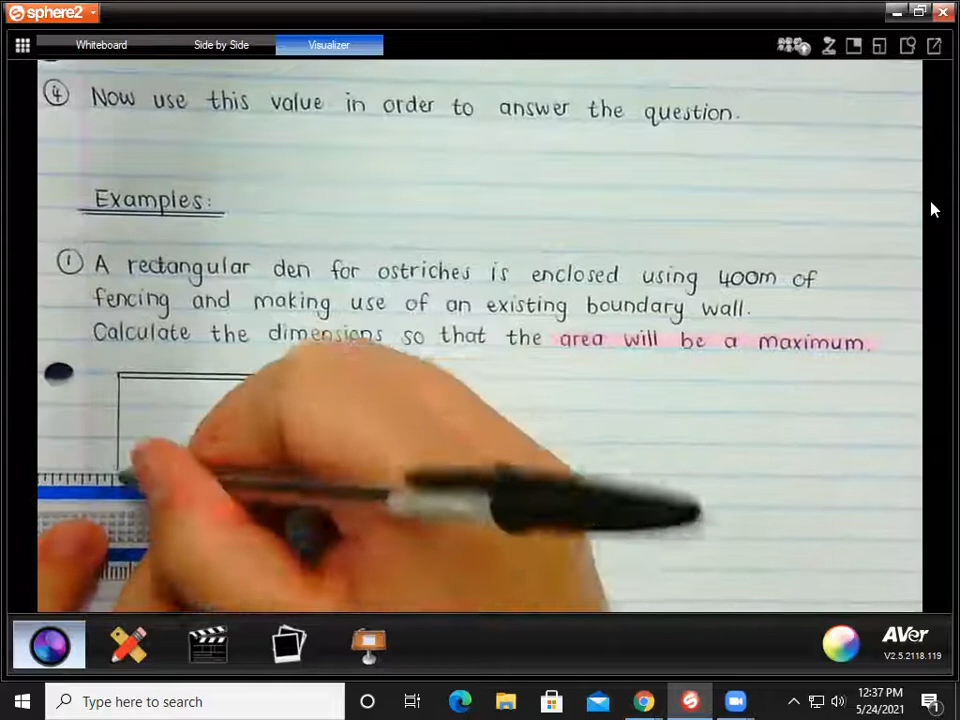 sphere2
Whiteboard
Side by Side
Visualizer
④ Now use this value in order to answer the question.
Examples:
① A rectangular den for ostriches is enclosed using 400m of
fencing and making use of an existing boundary wall.
Calculate the dimensions so that the area will be a maximum.
AVer
V2.5.2118.119
Type here to search
12:37 PM
5/24/2021
1